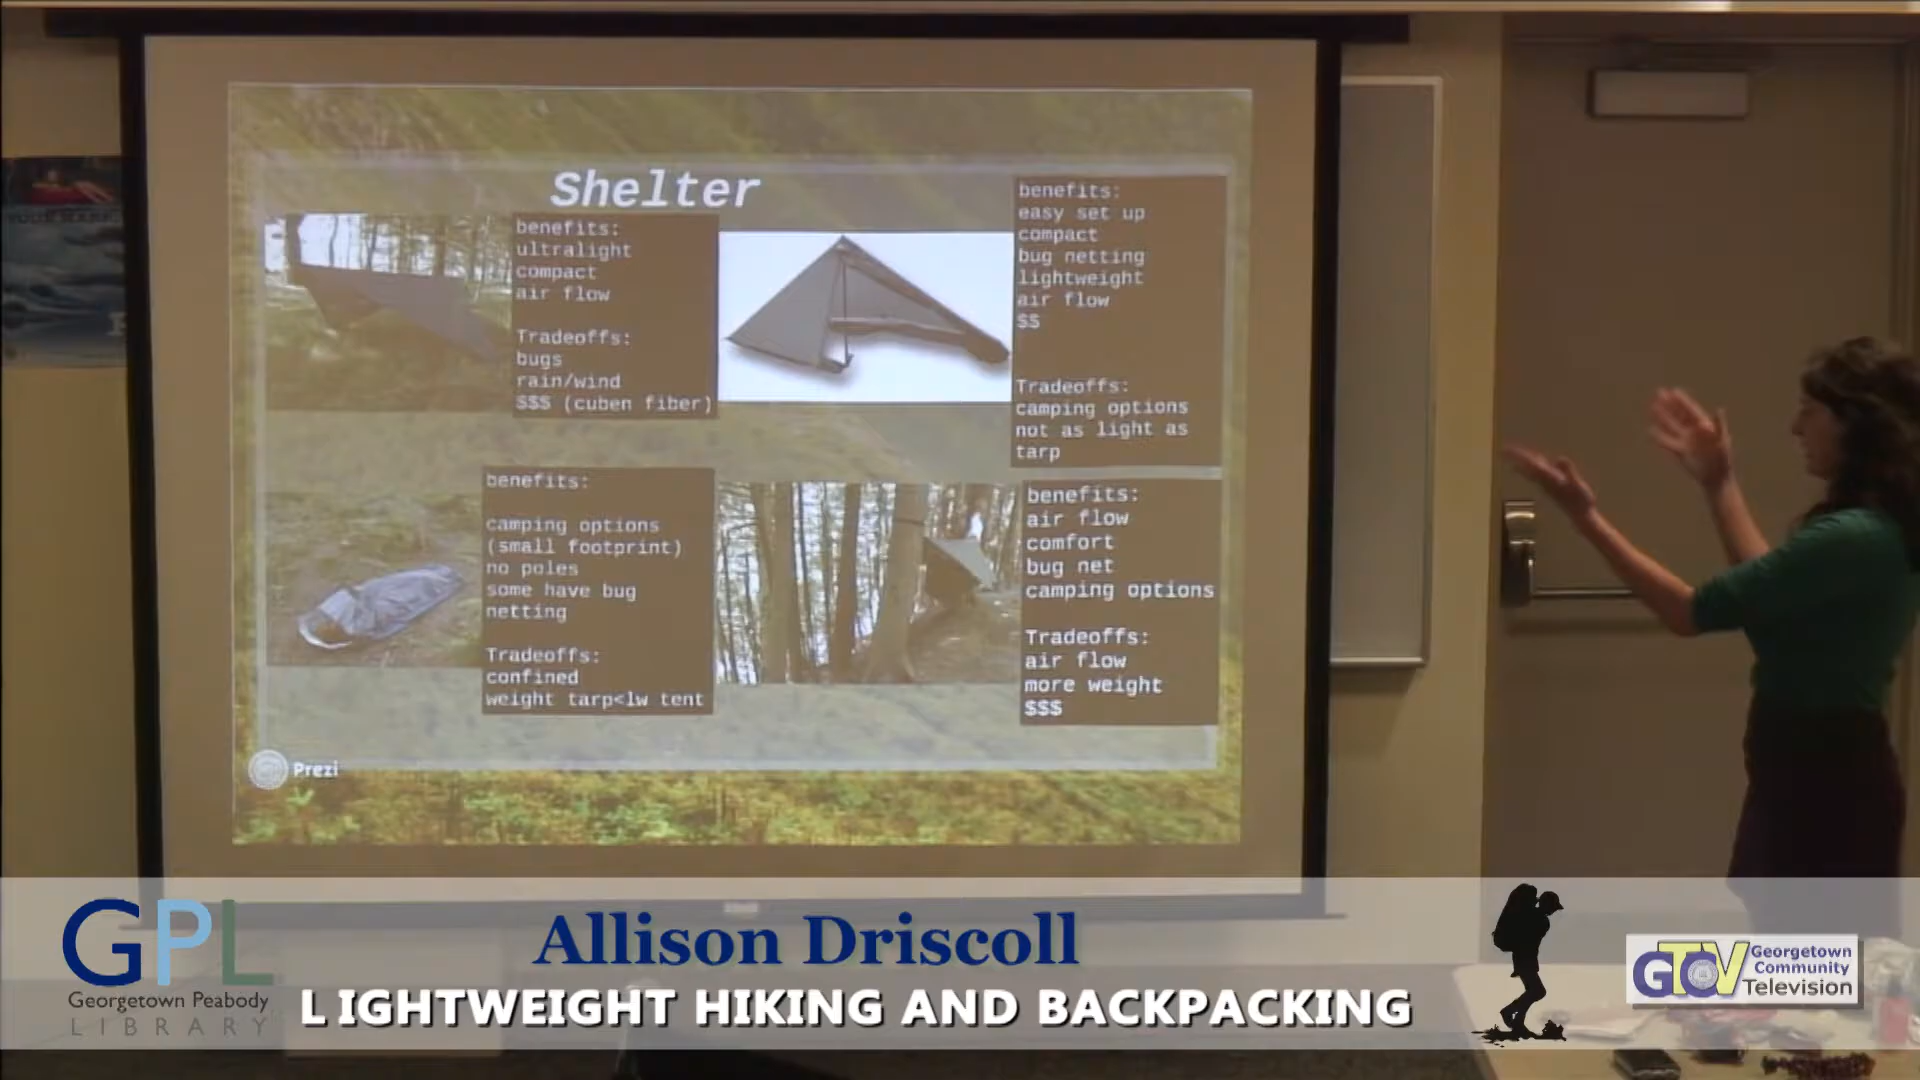 Shelter
benefits:
ultralight
compact
air flow
Tradeoffs:
bugs
rain/wind
$$$ (cuben fiber)
benefits:
easy set up
compact
bug netting
lightweight
air flow
$$
Tradeoffs:
camping options
not as light as
tarp
benefits:
camping options
(small footprint)
no poles
some have bug
netting
Tradeoffs:
confined
weight tarp<lw tent
benefits:
air flow
comfort
bug net
camping options
Tradeoffs:
air flow
more weight
$$$
Prezi
GPL
Georgetown Peabody
LIBRARY
Allison Driscoll
LIGHTWEIGHT HIKING AND BACKPACKING
GCTV
Georgetown
Community
Television